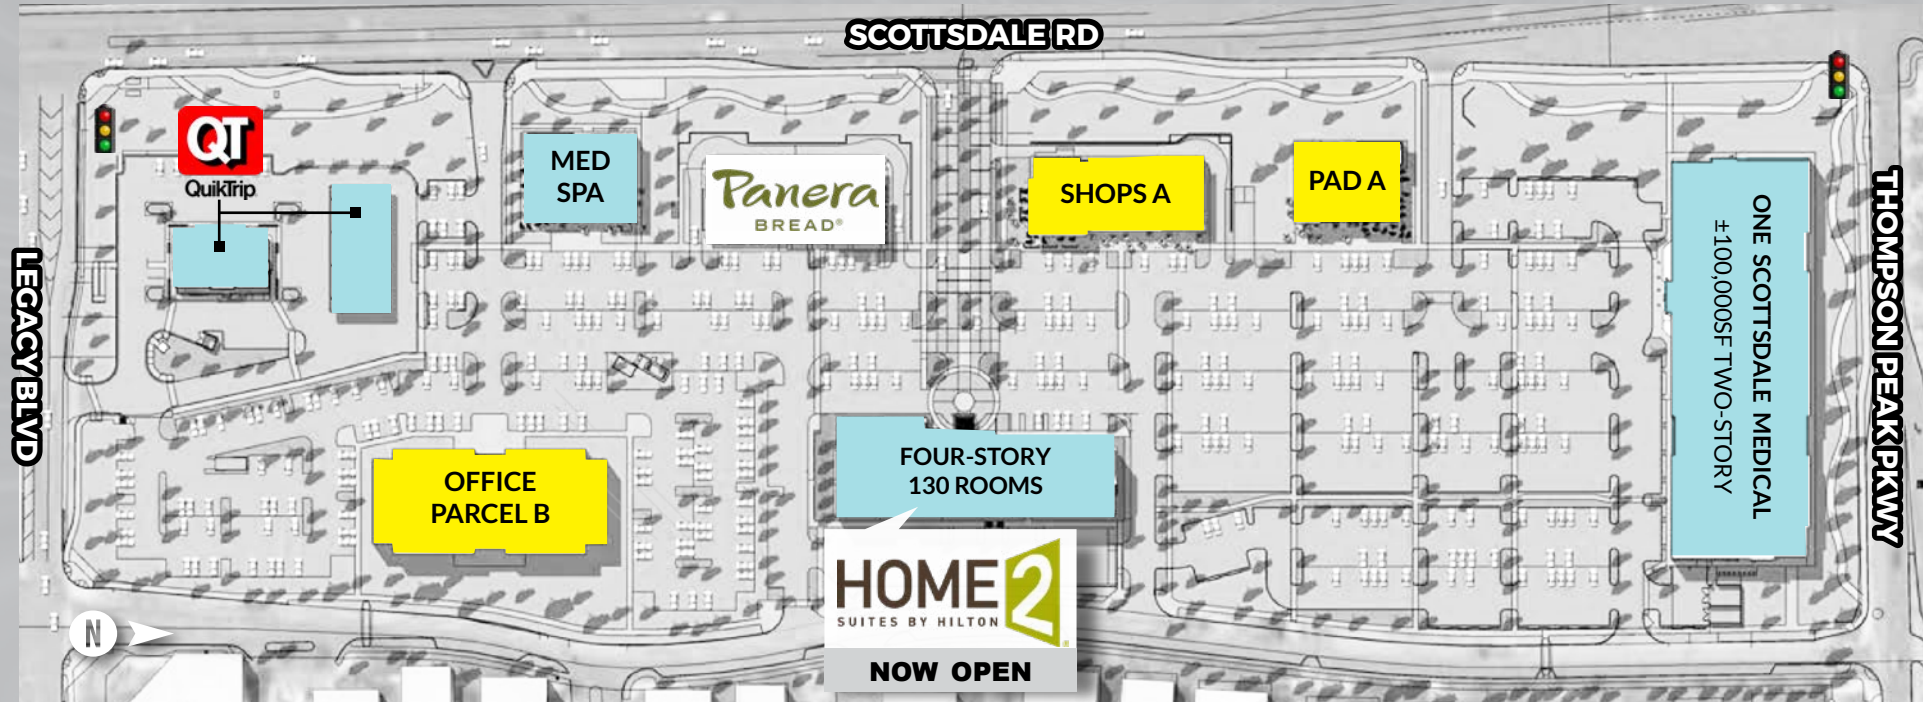 SCOTTSDALE RD
QT
QuikTrip
MED
SPA
Panera
BREAD®
SHOPS A
PAD A
LEGACY BLVD
THOMPSON PEAK PKWY
ONE SCOTTSDALE MEDICAL
±100,000SF TWO-STORY
OFFICE
PARCEL B
FOUR-STORY
130 ROOMS
HOME2
SUITES BY HILTON
NOW OPEN
N